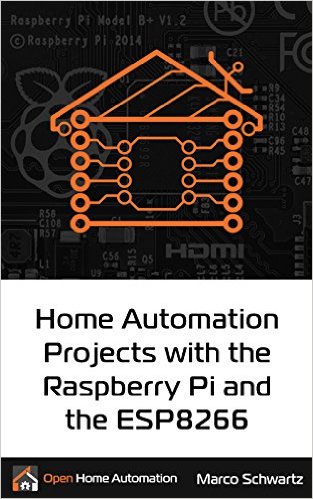 Raspberry Pi Model B+ V1.2
© Raspberry Pi 2014
HDMI
Home Automation
Projects with the
Raspberry Pi and
the ESP8266
Open Home Automation
Marco Schwartz